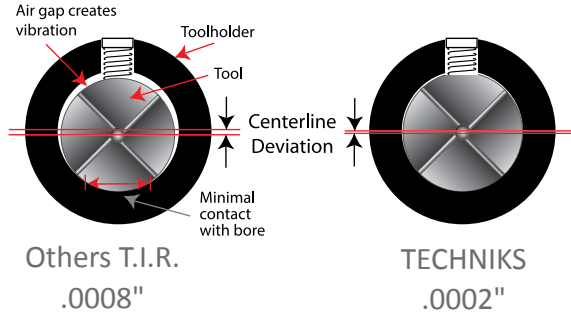 Air gap creates
vibration
Toolholder
Tool
Centerline
Deviation
Minimal
contact
with bore
Others T.I.R.
.0008"
TECHNIKS
.0002"